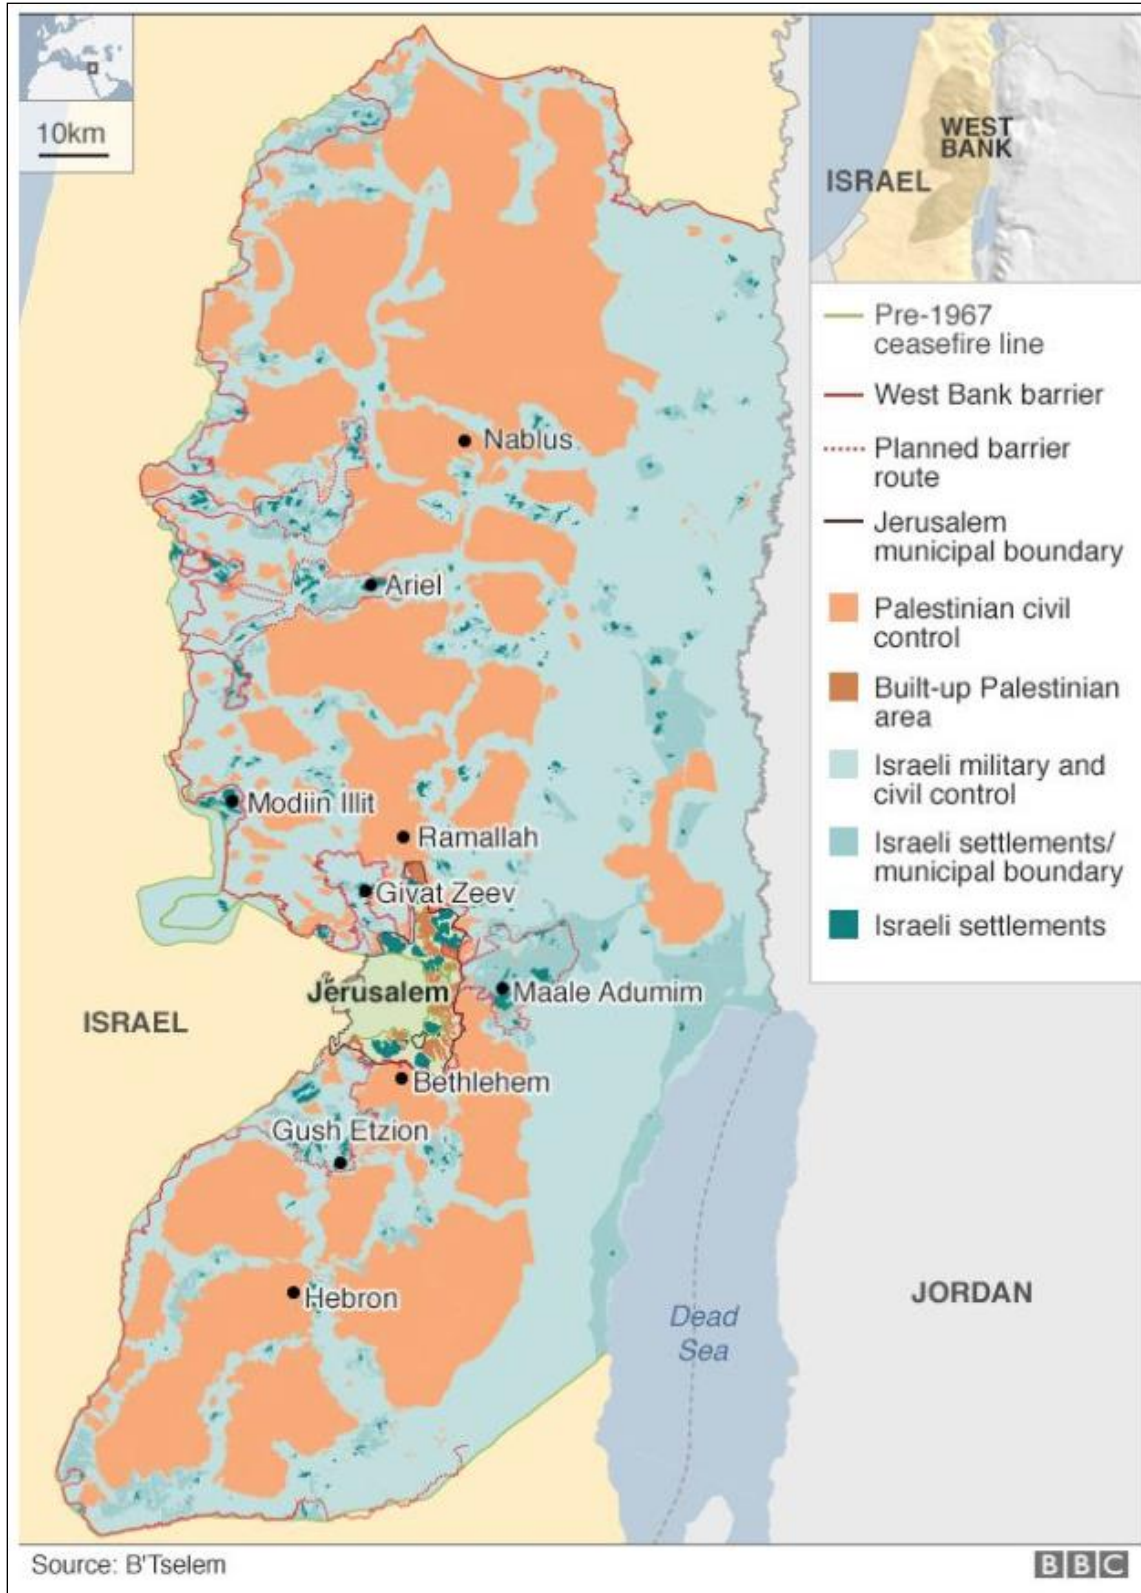 10km
WEST
BANK
ISRAEL
Pre-1967
ceasefire line
West Bank barrier
Planned barrier
route
Jerusalem
municipal boundary
Palestinian civil
control
Built-up Palestinian
area
Israeli military and
civil control
Israeli settlements/
municipal boundary
Israeli settlements
Nablus
Ariel
Modiin Illit
Ramallah
Givat Zeev
Jerusalem
Maale Adumim
ISRAEL
Bethlehem
Gush Etzion
Hebron
Dead
Sea
JORDAN
Source: B'Tselem
BBC